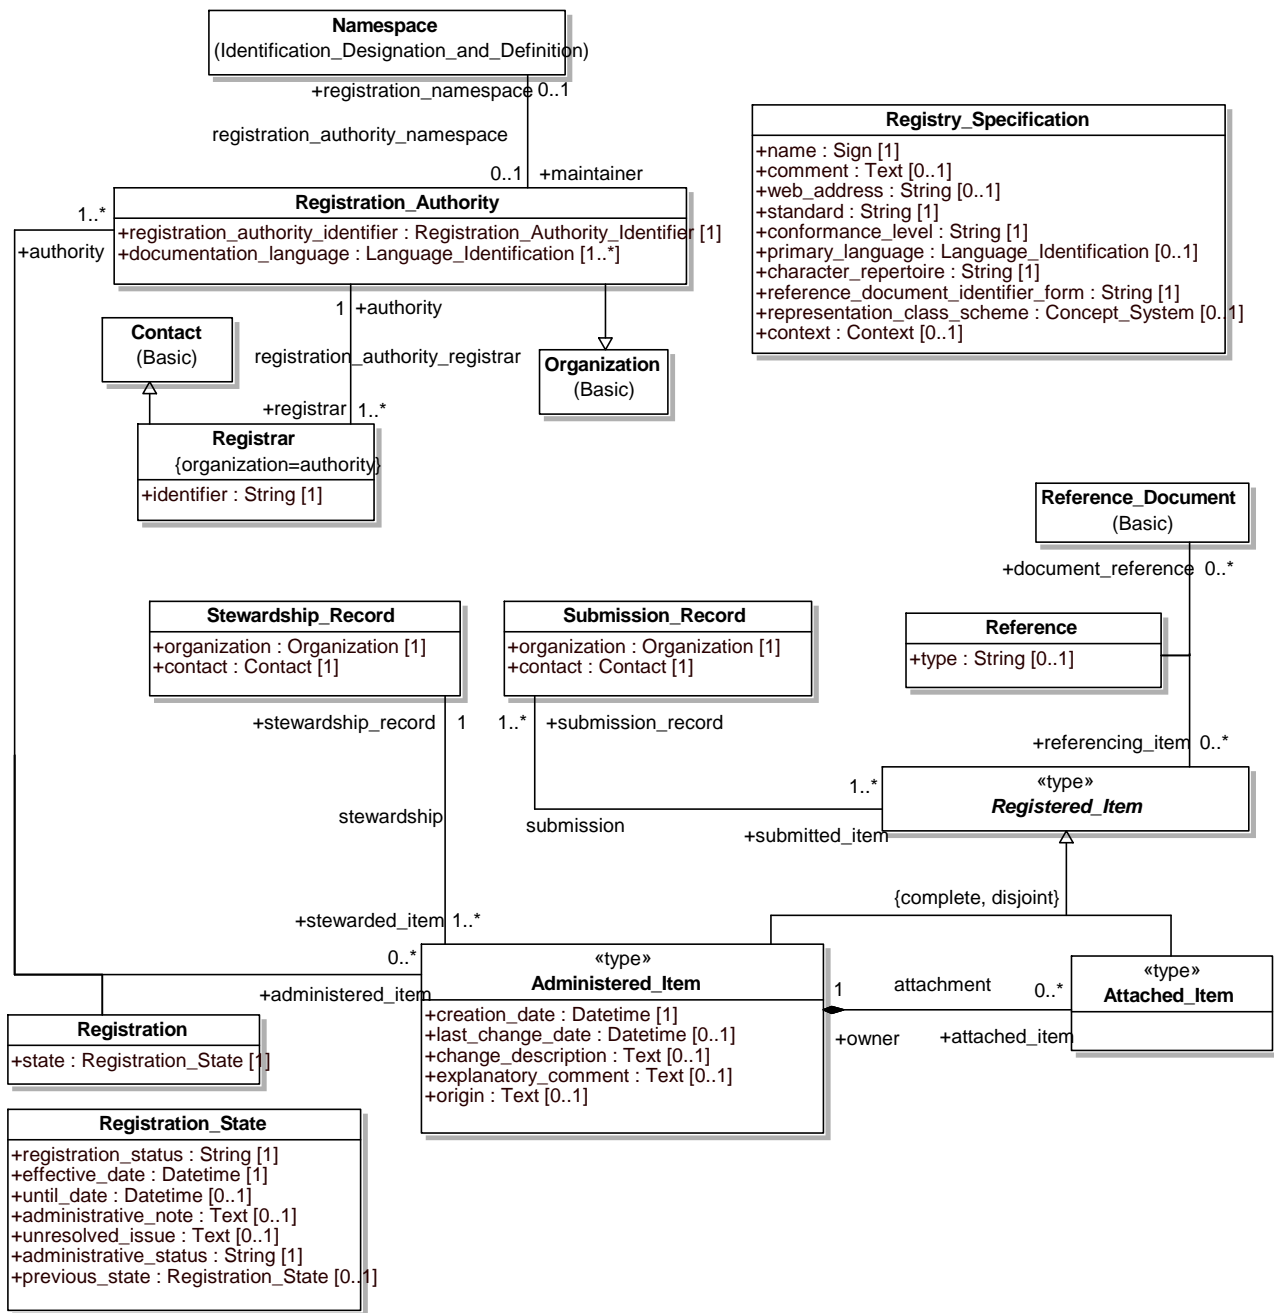 Namespace
(Identification_Designation_and_Definition)
+registration_namespace 0..1
registration_authority_namespace
0..1 +maintainer
Registry_Specification
+name : Sign [1]
+comment : Text [0..1]
+web_address : String [0..1]
+standard : String [1]
+conformance_level : String [1]
+primary_language : Language_Identification [0..1]
+character_repertoire : String [1]
+reference_document_identifier_form : String [1]
+representation_class_scheme : Concept_System [0..1]
+context : Context [0..1]
1..*
+authority
Registration_Authority
+registration_authority_identifier : Registration_Authority_Identifier [1]
+documentation_language : Language_Identification [1..*]
1 +authority
registration_authority_registrar
+registrar 1..*
Contact
(Basic)
Organization
(Basic)
Registrar
{organization=authority}
+identifier : String [1]
Reference_Document
(Basic)
+document_reference 0..*
Reference
+type : String [0..1]
+referencing_item 0..*
Stewardship_Record
+organization : Organization [1]
+contact : Contact [1]
+stewardship_record 1
stewardship
+stewarded_item 1..*
Submission_Record
+organization : Organization [1]
+contact : Contact [1]
1..* +submission_record
submission
1..*
+submitted_item
«type»
Registered_Item
{complete, disjoint}
0..*
+administered_item
«type»
Administered_Item
+creation_date : Datetime [1]
+last_change_date : Datetime [0..1]
+change_description : Text [0..1]
+explanatory_comment : Text [0..1]
+origin : Text [0..1]
1 attachment 0..*
+owner +attached_item
«type»
Attached_Item
Registration
+state : Registration_State [1]
Registration_State
+registration_status : String [1]
+effective_date : Datetime [1]
+until_date : Datetime [0..1]
+administrative_note : Text [0..1]
+unresolved_issue : Text [0..1]
+administrative_status : String [1]
+previous_state : Registration_State [0..1]